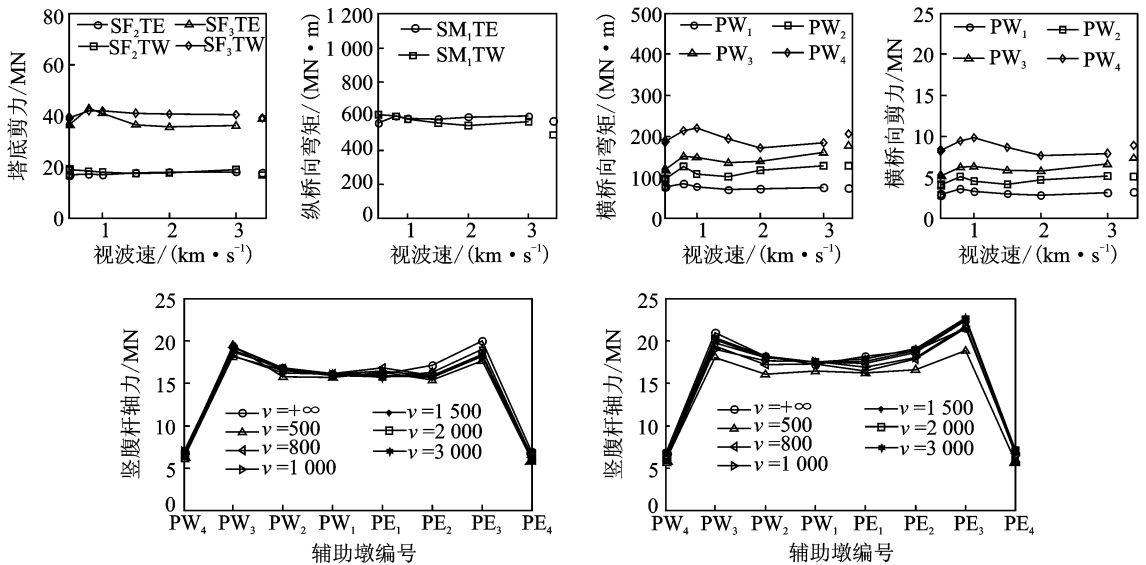 80
60
40
20
0
塔底剪力/MN
SF₂TE
SF₃TE
SF₂TW
SF₃TW
1
2
3
视波速/(km·s⁻¹)
1 200
1 000
800
600
400
200
0
纵桥向弯矩/(MN·m)
SM₁TE
SM₁TW
1
2
3
视波速/(km·s⁻¹)
500
400
300
200
100
0
横桥向弯矩/(MN·m)
PW₁
PW₂
PW₃
PW₄
1
2
3
视波速/(km·s⁻¹)
25
20
15
10
5
0
横桥向剪力/MN
PW₁
PW₂
PW₃
PW₄
1
2
3
视波速/(km·s⁻¹)
25
20
15
10
5
0
竖腹杆轴力/MN
v=+∞
v=500
v=800
v=1 000
v=1 500
v=2 000
v=3 000
PW₄ PW₃ PW₂ PW₁ PE₁ PE₂ PE₃ PE₄
辅助墩编号
25
20
15
10
5
0
竖腹杆轴力/MN
v=+∞
v=500
v=800
v=1 000
v=1 500
v=2 000
v=3 000
PW₄ PW₃ PW₂ PW₁ PE₁ PE₂ PE₃ PE₄
辅助墩编号